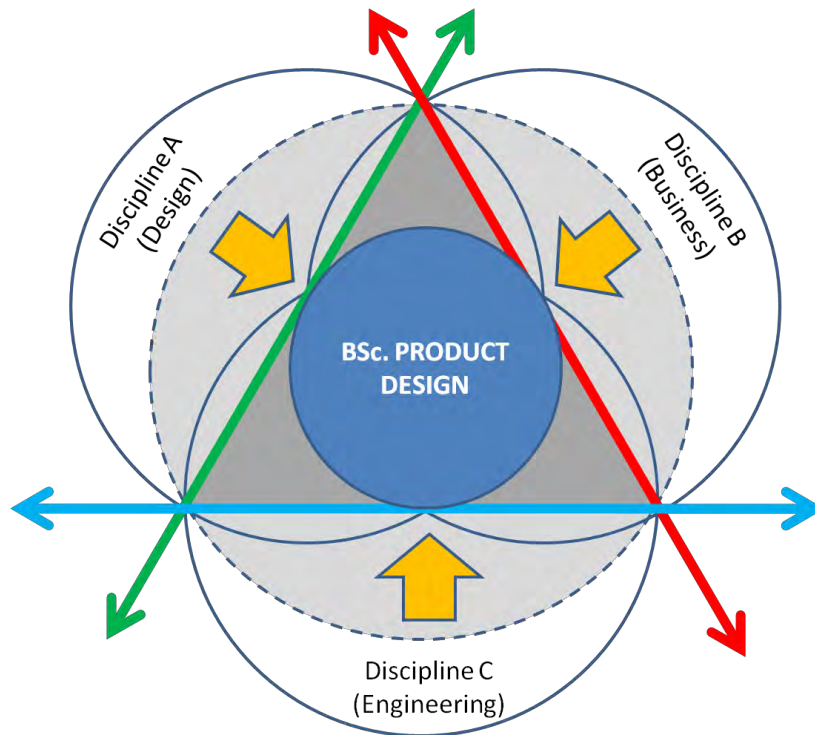 Discipline A
(Design)
Discipline B
(Business)
BSc. PRODUCT
DESIGN
Discipline C
(Engineering)